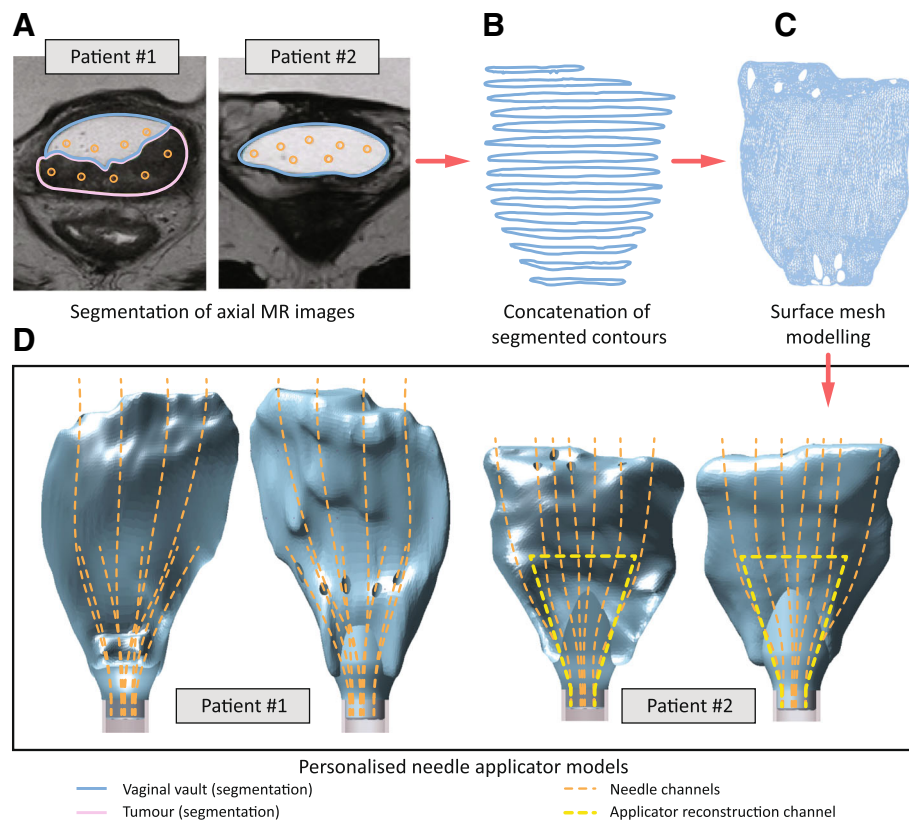 A
B
C
Patient #1
Patient #2
Segmentation of axial MR images
Concatenation of
segmented contours
Surface mesh
modelling
D
Patient #1
Patient #2
Personalised needle applicator models
Vaginal vault (segmentation)
Tumour (segmentation)
Needle channels
Applicator reconstruction channel